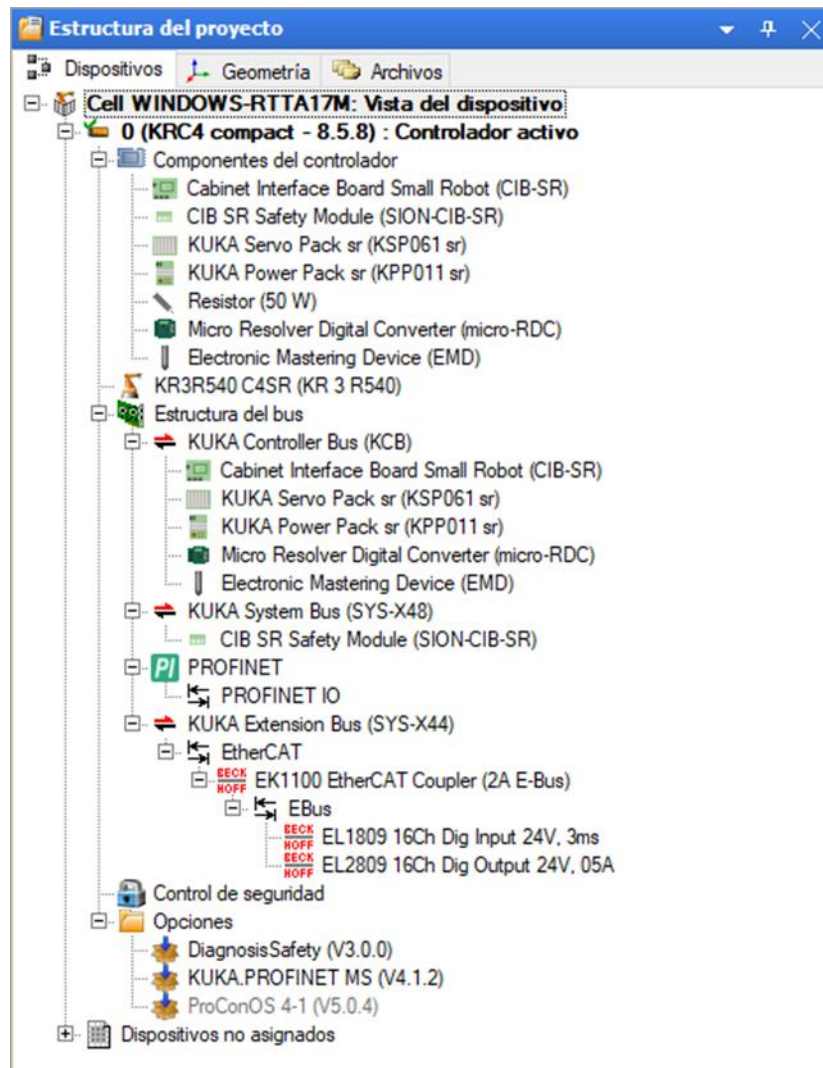 Estructura del proyecto
Dispositivos Geometría Archivos
Cell WINDOWS-RTTA17M: Vista del dispositivo
0 (KRC4 compact - 8.5.8) : Controlador activo
Componentes del controlador
Cabinet Interface Board Small Robot (CIB-SR)
CIB SR Safety Module (SION-CIB-SR)
KUKA Servo Pack sr (KSP061 sr)
KUKA Power Pack sr (KPP011 sr)
Resistor (50 W)
Micro Resolver Digital Converter (micro-RDC)
Electronic Mastering Device (EMD)
KR3R540 C4SR (KR 3 R540)
Estructura del bus
KUKA Controller Bus (KCB)
Cabinet Interface Board Small Robot (CIB-SR)
KUKA Servo Pack sr (KSP061 sr)
KUKA Power Pack sr (KPP011 sr)
Micro Resolver Digital Converter (micro-RDC)
Electronic Mastering Device (EMD)
KUKA System Bus (SYS-X48)
CIB SR Safety Module (SION-CIB-SR)
PI PROFINET
PROFINET IO
KUKA Extension Bus (SYS-X44)
EtherCAT
BECK HOFF EK1100 EtherCAT Coupler (2A E-Bus)
EBus
BECK HOFF EL1809 16Ch Dig Input 24V, 3ms
BECK HOFF EL2809 16Ch Dig Output 24V, 05A
Control de seguridad
Opciones
DiagnosisSafety (V3.0.0)
KUKA.PROFINET MS (V4.1.2)
ProConOS 4-1 (V5.0.4)
Dispositivos no asignados